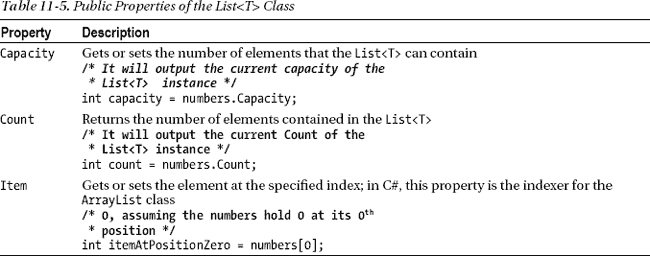 Table 11-5. Public Properties of the List<T> Class
Property Description
Capacity Gets or sets the number of elements that the List<T> can contain
/* It will output the current capacity of the
* List<T> instance */
int capacity = numbers.Capacity;
Count Returns the number of elements contained in the List<T>
/* It will output the current Count of the
* List<T> instance */
int count = numbers.Count;
Item Gets or sets the element at the specified index; in C#, this property is the indexer for the
ArrayList class
/* 0, assuming the numbers hold 0 at its 0th
* position */
int itemAtPositionZero = numbers[0];